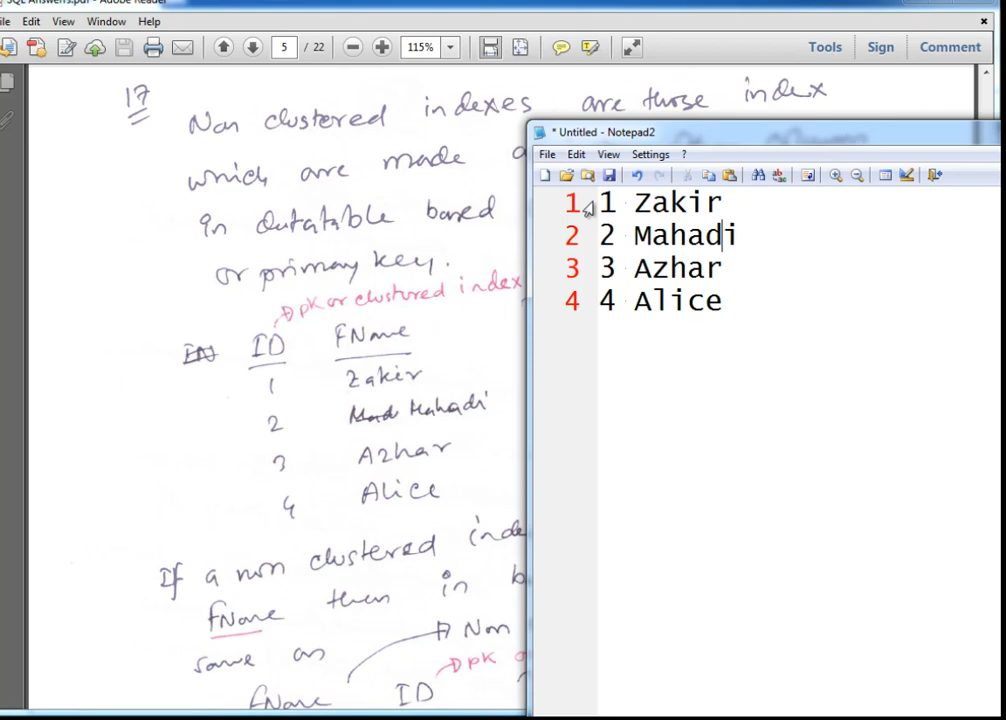 SQL Answers.pdf - Adobe Reader
File View Window Help
5 / 22 115% Tools Sign Comment
17 Non clustered indexes are those index
which are made
in datatable based
or primary key.
pk or clustered index
ID FName
1 Zakir
2 Mahadi
3 Azhar
4 Alice
If a non clustered
FName then in
same as Non
pk
FName ID
* Untitled - Notepad2
File Edit View Settings ?
1 1 Zakir
2 2 Mahadi
3 3 Azhar
4 4 Alice